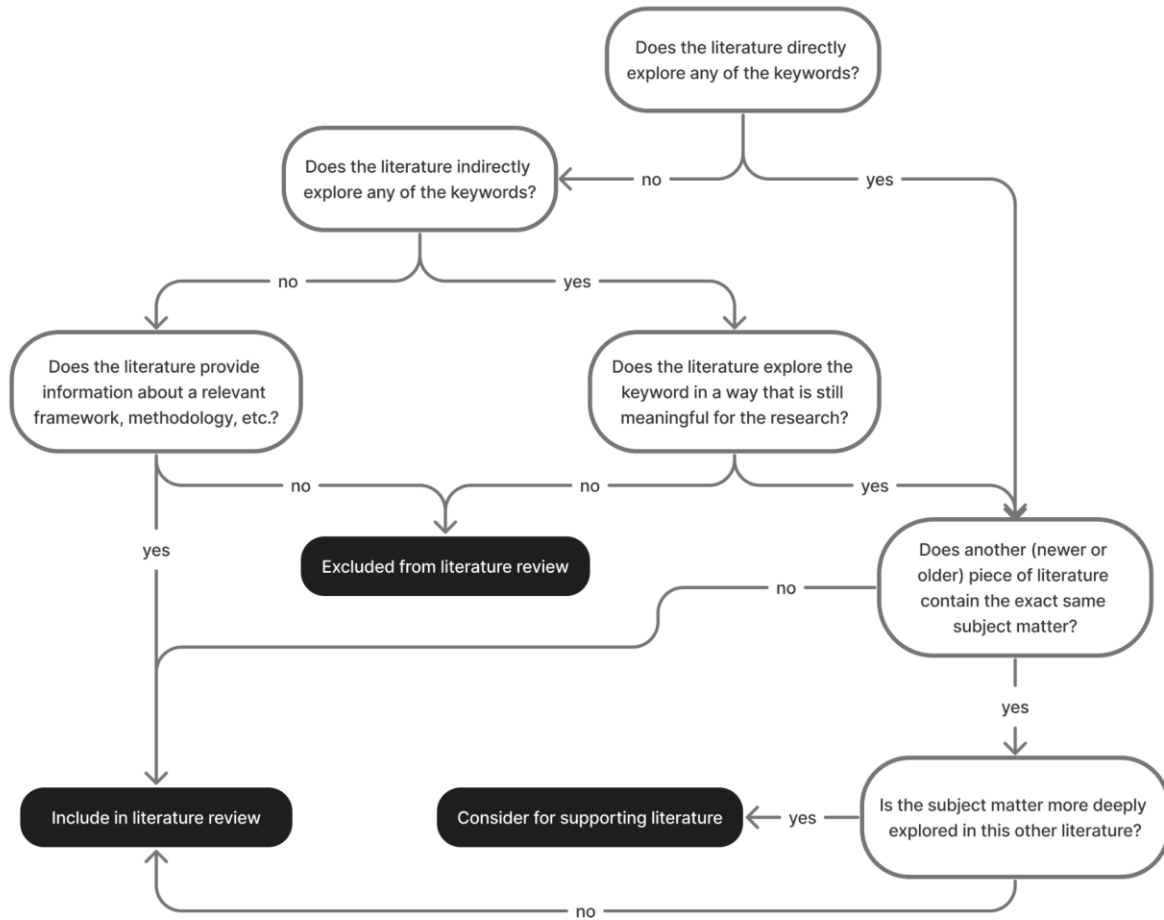 Does the literature directly
explore any of the keywords?
Does the literature indirectly
explore any of the keywords?
no
yes
no
yes
Does the literature provide
information about a relevant
framework, methodology, etc.?
Does the literature explore the
keyword in a way that is still
meaningful for the research?
no
no
yes
yes
Excluded from literature review
Does another (newer or
older) piece of literature
contain the exact same
subject matter?
no
yes
Include in literature review
Consider for supporting literature
yes
Is the subject matter more deeply
explored in this other literature?
no